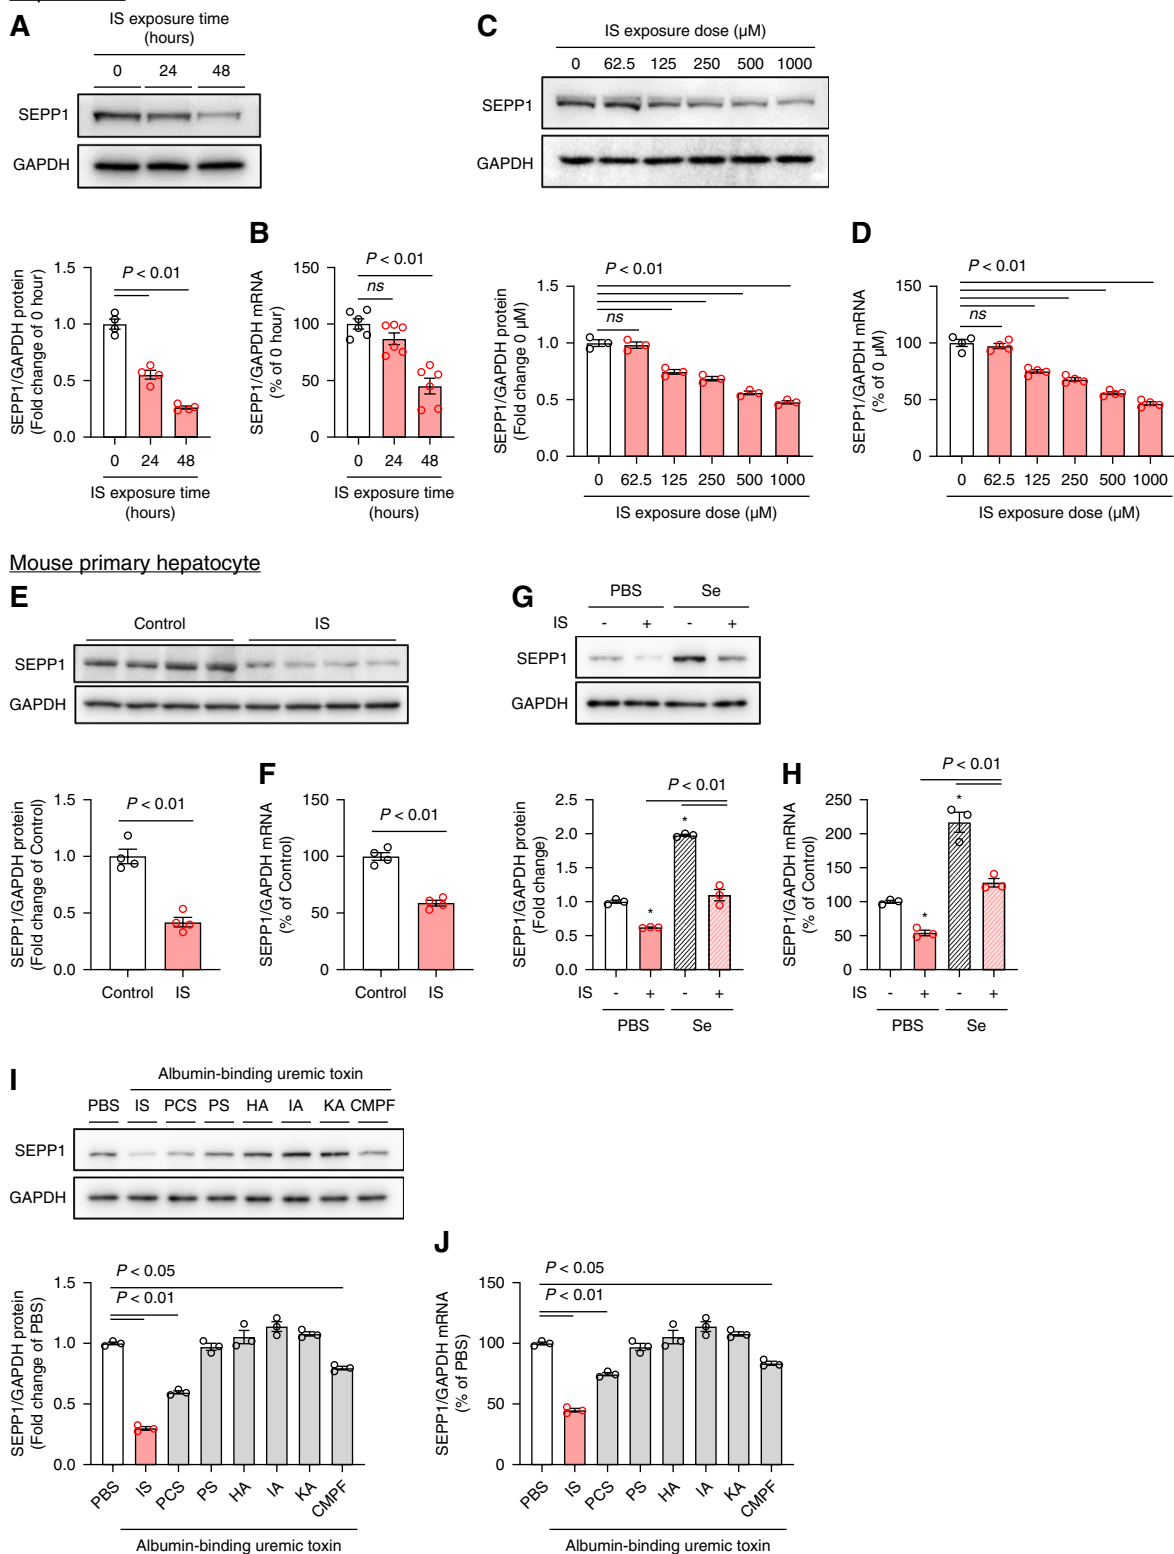 A
IS exposure time
(hours)
0 24 48
SEPP1
GAPDH
SEPP1/GAPDH protein
(Fold change of 0 hour)
1.5
1.0
0.5
0.0
P < 0.01
0 24 48
IS exposure time
(hours)
B
SEPP1/GAPDH mRNA
(% of 0 hour)
150
100
50
0
P < 0.01
ns
0 24 48
IS exposure time
(hours)
C
IS exposure dose (µM)
0 62.5 125 250 500 1000
SEPP1
GAPDH
SEPP1/GAPDH protein
(Fold change 0 µM)
1.5
1.0
0.5
0.0
P < 0.01
ns
0 62.5 125 250 500 1000
IS exposure dose (µM)
D
SEPP1/GAPDH mRNA
(% of 0 µM)
150
100
50
0
P < 0.01
ns
0 62.5 125 250 500 1000
IS exposure dose (µM)
Mouse primary hepatocyte
E
Control IS
SEPP1
GAPDH
SEPP1/GAPDH protein
(Fold change of Control)
1.5
1.0
0.5
0.0
P < 0.01
Control IS
F
SEPP1/GAPDH mRNA
(% of Control)
150
100
50
0
P < 0.01
Control IS
G
PBS Se
IS - + - +
SEPP1
GAPDH
SEPP1/GAPDH protein
(Fold change)
2.5
2.0
1.5
1.0
0.5
0.0
P < 0.01
*
*
IS - + - +
PBS Se
H
SEPP1/GAPDH mRNA
(% of Control)
250
200
150
100
50
0
P < 0.01
*
*
IS - + - +
PBS Se
I
Albumin-binding uremic toxin
PBS IS PCS PS HA IA KA CMPF
SEPP1
GAPDH
SEPP1/GAPDH protein
(Fold change of PBS)
1.5
1.0
0.5
0.0
P < 0.05
P < 0.01
PBS IS PCS PS HA IA KA CMPF
Albumin-binding uremic toxin
J
SEPP1/GAPDH mRNA
(% of PBS)
150
100
50
0
P < 0.05
P < 0.01
PBS IS PCS PS HA IA KA CMPF
Albumin-binding uremic toxin